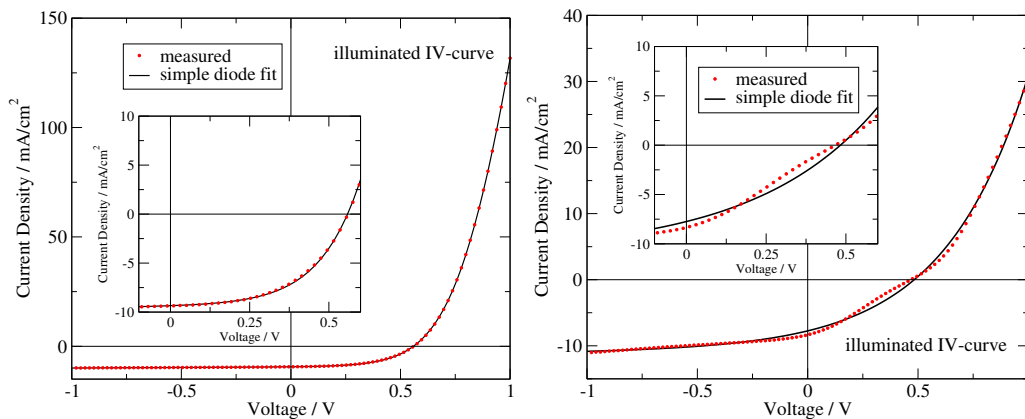 150
100
50
0
Current Density / mA/cm²
-1
-0.5
0
0.5
1
Voltage / V
measured
simple diode fit
illuminated IV-curve
10
5
0
-5
-10
Current Density / mA/cm²
0
0.25
0.5
Voltage / V
40
30
20
10
0
-10
Current Density / mA/cm²
-1
-0.5
0
0.5
Voltage / V
illuminated IV-curve
measured
simple diode fit
10
5
0
-5
-10
Current Density / mA/cm²
0
0.25
0.5
Voltage / V